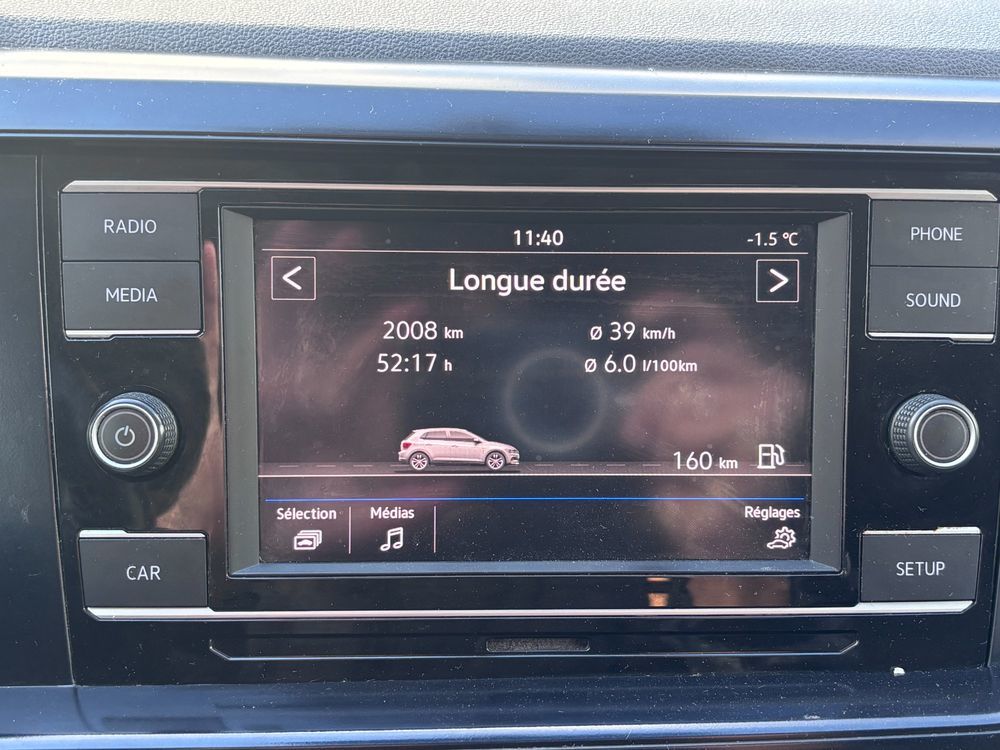 RADIO
MEDIA
CAR
11:40
-1.5 °C
< Longue durée >
2008 km
Ø 39 km/h
52:17 h
Ø 6.0 l/100km
160 km
Sélection
Médias
Réglages
PHONE
SOUND
SETUP